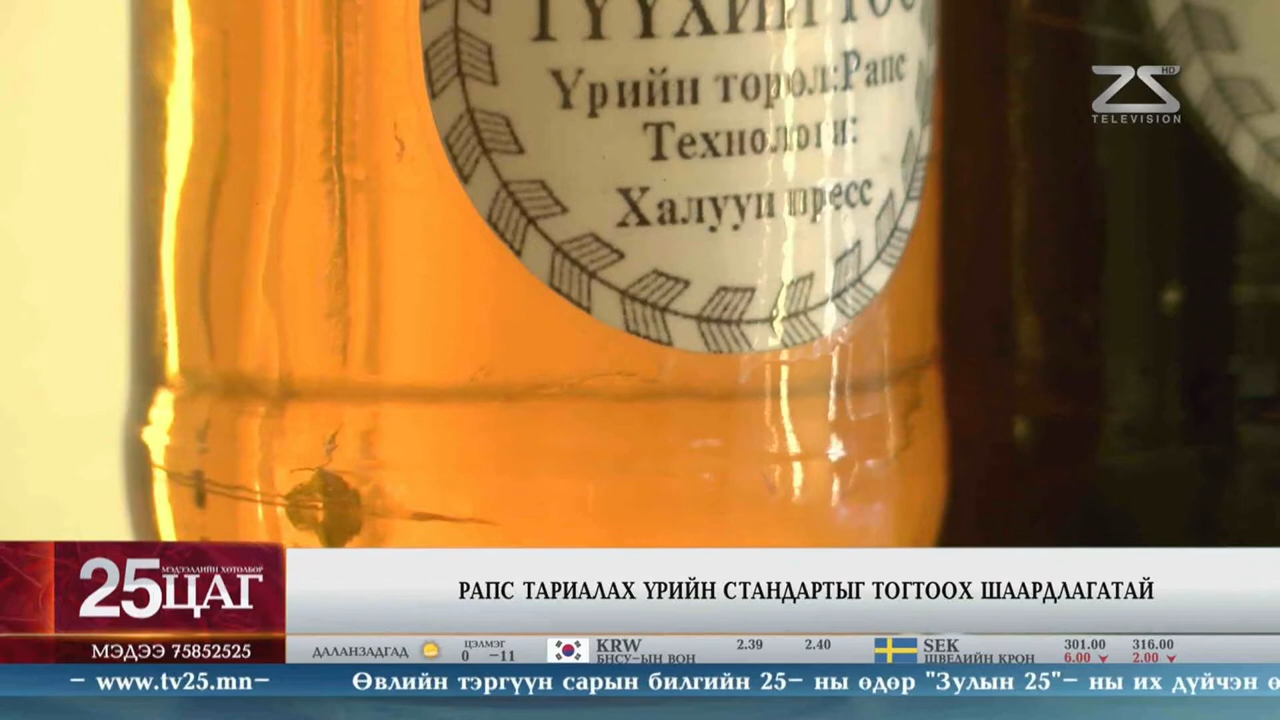 ТҮҮХИЙ ТОС
Үрийн төрөл:Рапс
Технологи:
Халуун пресс
ZS HD
TELEVISION
25 ЦАГ
МЭДЭЭЛЛИЙН ХӨТӨЛБӨР
МЭДЭЭ 75852525
РАПС ТАРИАЛАХ ҮРИЙН СТАНДАРТЫГ ТОГТООХ ШААРДЛАГАТАЙ
ДАЛАНЗАДГАД ЦЭЛМЭГ 0 –11
KRW 2.39 2.40
БНСУ-ЫН ВОН
SEK 301.00 316.00
ШВЕДИЙН КРОН 6.00 2.00
– www.tv25.mn– Өвлийн тэргүүн сарын билгийн 25– ны өдөр "Зулын 25"– ны их дүйчэн ө